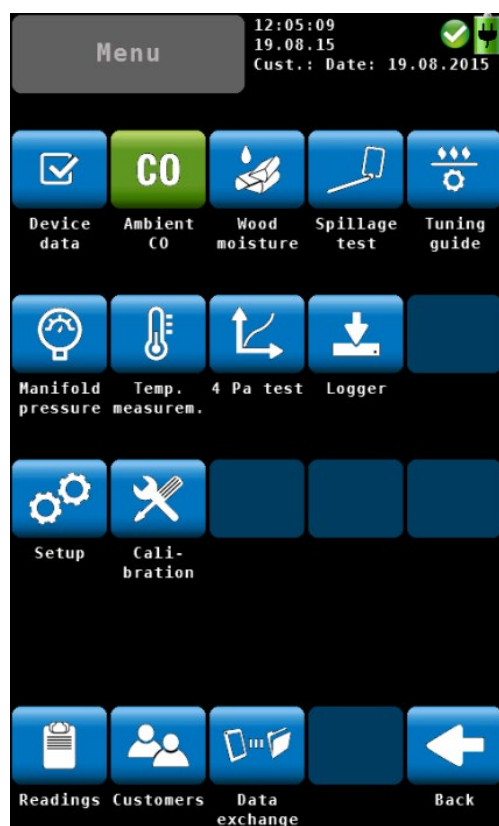 Menu
12:05:09
19.08.15
Cust.: Date: 19.08.2015
CO
Device
data
Ambient
CO
Wood
moisture
Spillage
test
Tuning
guide
Manifold
pressure
Temp.
measurem.
4 Pa test
Logger
Setup
Cali-
bration
Readings
Customers
Data
exchange
Back